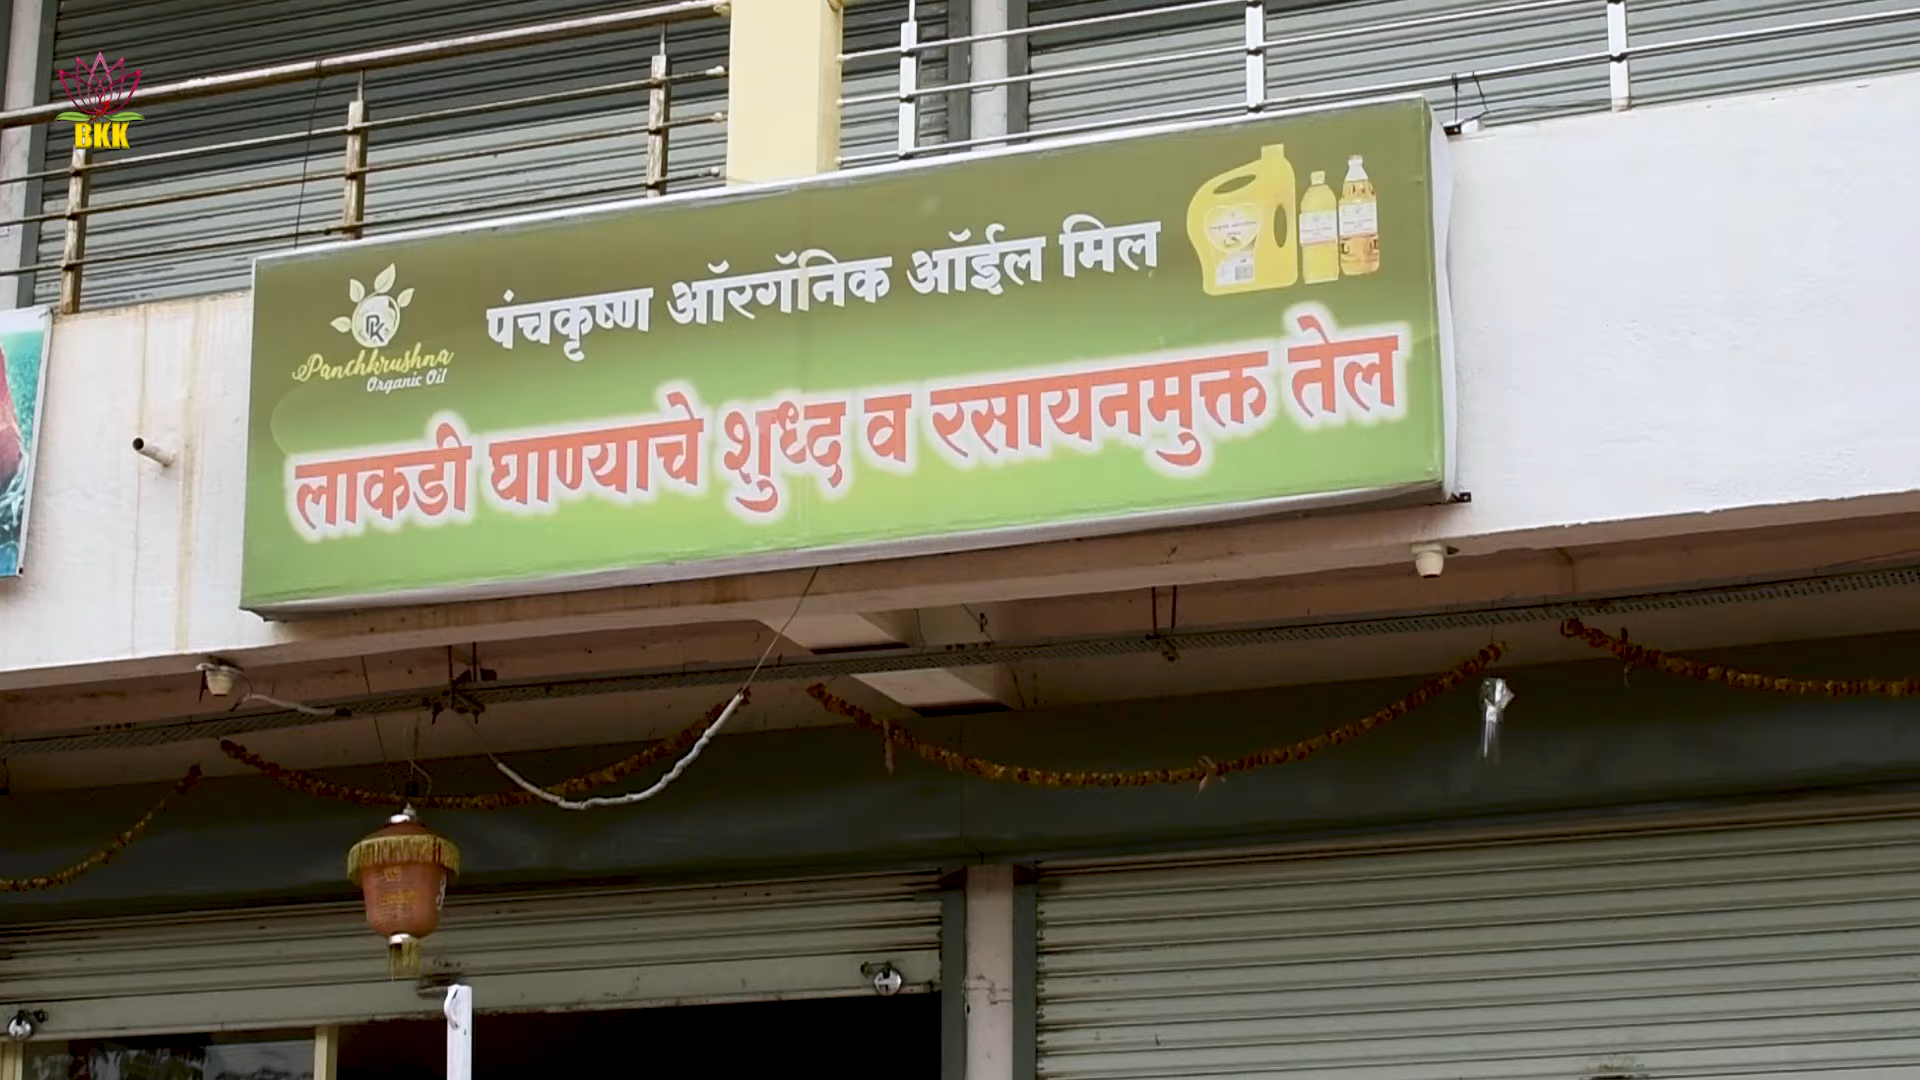 BKK
पंचकृष्ण ऑरगॅनिक ऑईल मिल
Panchkrushna
Organic Oil
लाकडी घाण्याचे शुध्द व रसायनमुक्त तेल